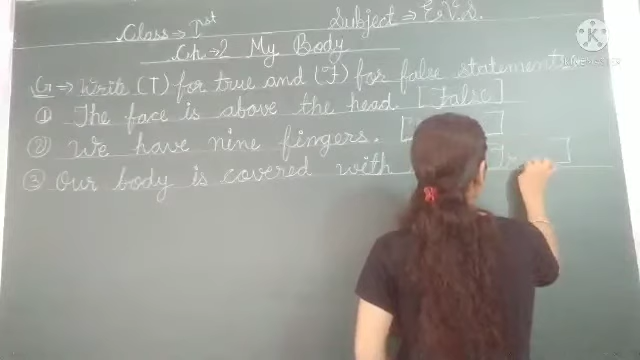 Class → Ist Subject → E.V.S.
Ch → 2 My Body
G → Write (T) for true and (F) for false statements
① The face is above the head [False]
② We have nine fingers. [
③ Our body is covered with